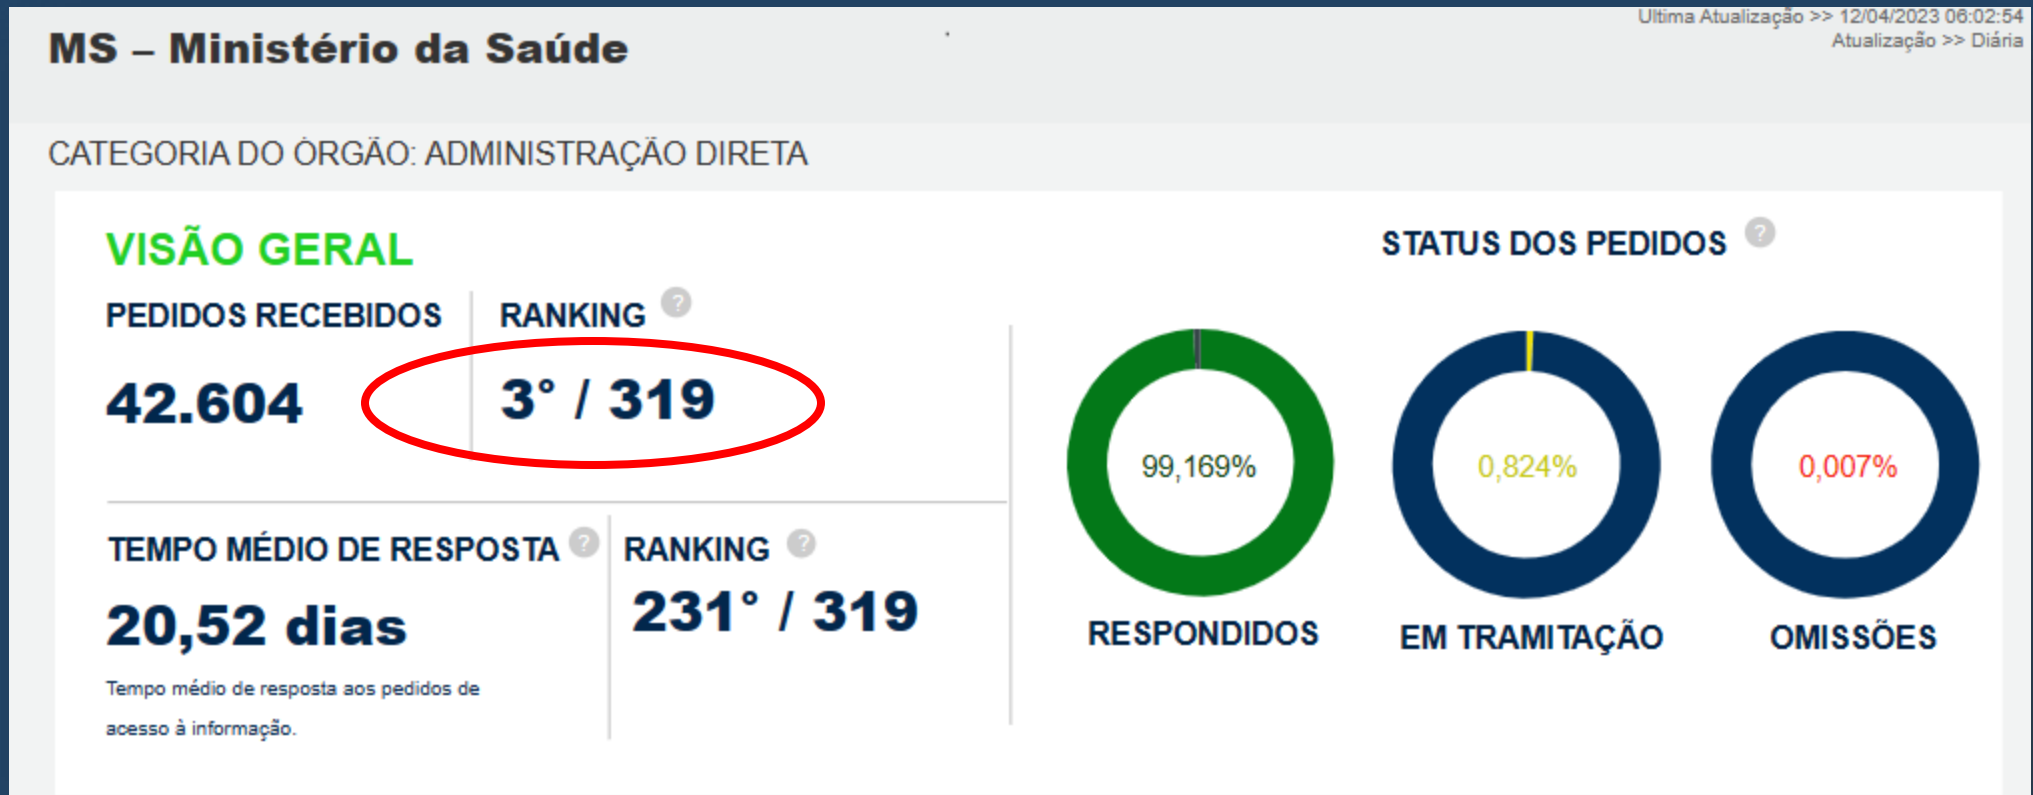 Ultima Atualização >> 12/04/2023 06:02:54
Atualização >> Diária
MS – Ministério da Saúde
CATEGORIA DO ÓRGÃO: ADMINISTRAÇÃO DIRETA
VISÃO GERAL
PEDIDOS RECEBIDOS
RANKING ?
42.604
3° / 319
TEMPO MÉDIO DE RESPOSTA ?
RANKING ?
20,52 dias
231° / 319
Tempo médio de resposta aos pedidos de
acesso à informação.
STATUS DOS PEDIDOS ?
99,169%
0,824%
0,007%
RESPONDIDOS
EM TRAMITAÇÃO
OMISSÕES